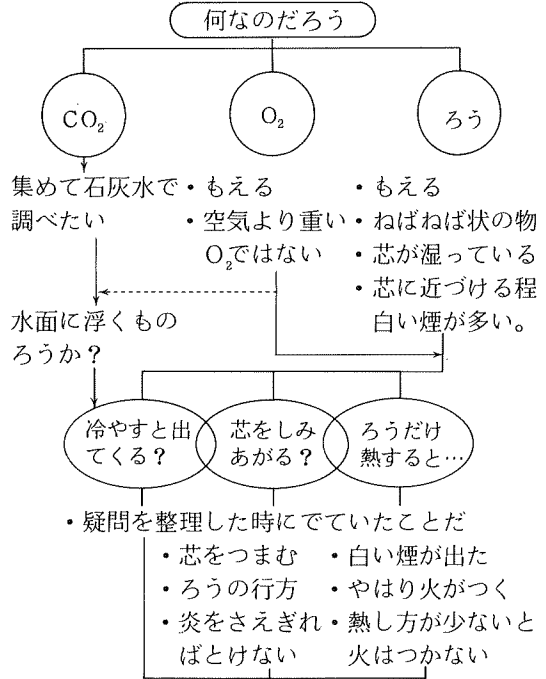 何なのだろう
CO₂
O₂
ろう
集めて石灰水で
調べたい
・もえる
・空気より重い
O₂ではない
・もえる
・ねばねば状の物
・芯が湿っている
・芯に近づける程
白い煙が多い。
水面に浮くもの
ろうか？
冷やすと出
てくる？
芯をしみ
あがる？
ろうだけ
熱すると…
・疑問を整理した時にでていたことだ
・芯をつまむ
・ろうの行方
・炎をさえぎれ
ばとけない
・白い煙が出た
・やはり火がつく
・熱し方が少ないと
火はつかない